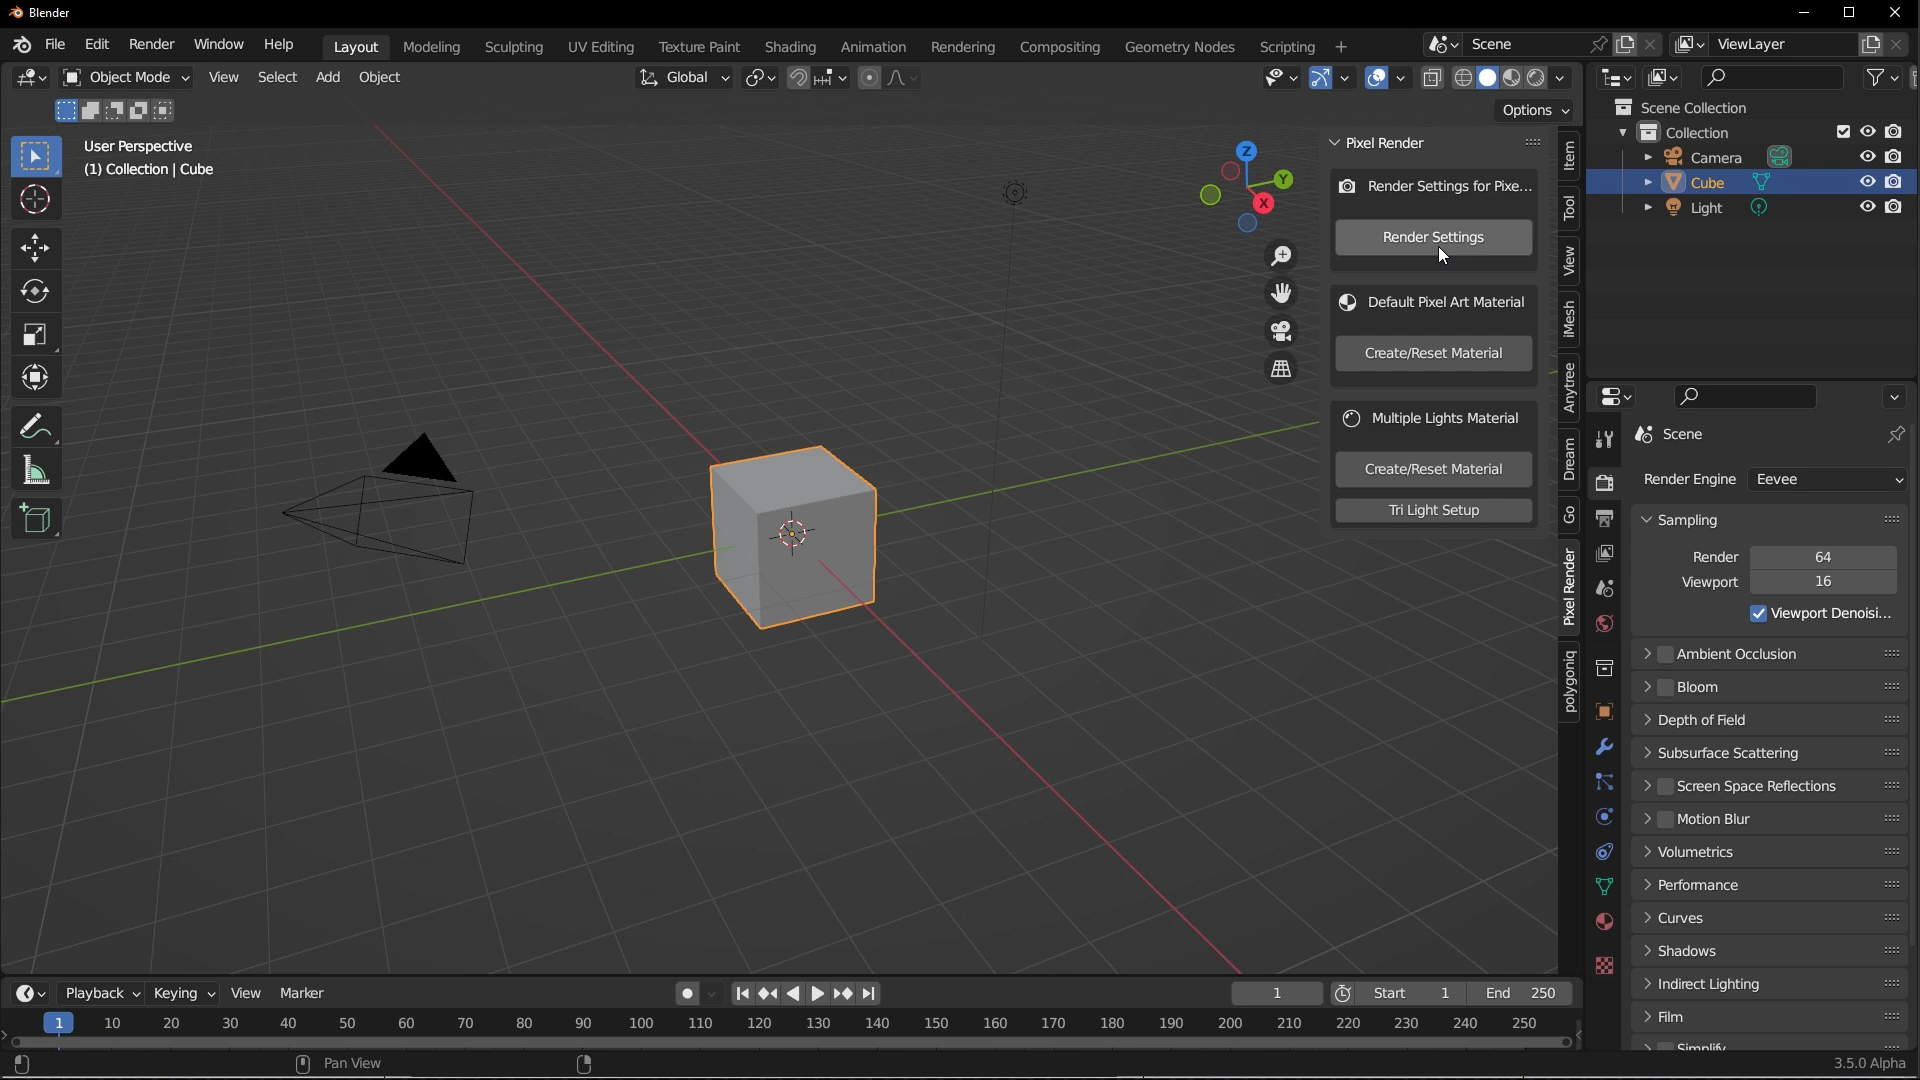 Blender
File Edit Render Window Help
Layout Modeling Sculpting UV Editing Texture Paint Shading Animation Rendering Compositing Geometry Nodes Scripting +
Scene
ViewLayer
Object Mode View Select Add Object
Global
Options
User Perspective
(1) Collection | Cube
Z
Y
X
Pixel Render
Render Settings for Pixe...
Render Settings
Default Pixel Art Material
Create/Reset Material
Multiple Lights Material
Create/Reset Material
Tri Light Setup
Item
Tool
View
iMesh
Anytree
Dream
Go
Pixel Render
polygoniq
Scene Collection
Collection
Camera
Cube
Light
Scene
Render Engine Eevee
Sampling
Render 64
Viewport 16
Viewport Denoisi...
Ambient Occlusion
Bloom
Depth of Field
Subsurface Scattering
Screen Space Reflections
Motion Blur
Volumetrics
Performance
Curves
Shadows
Indirect Lighting
Film
Simplify
Playback Keying View Marker
1 Start 1 End 250
1 10 20 30 40 50 60 70 80 90 100 110 120 130 140 150 160 170 180 190 200 210 220 230 240 250
Pan View
3.5.0 Alpha